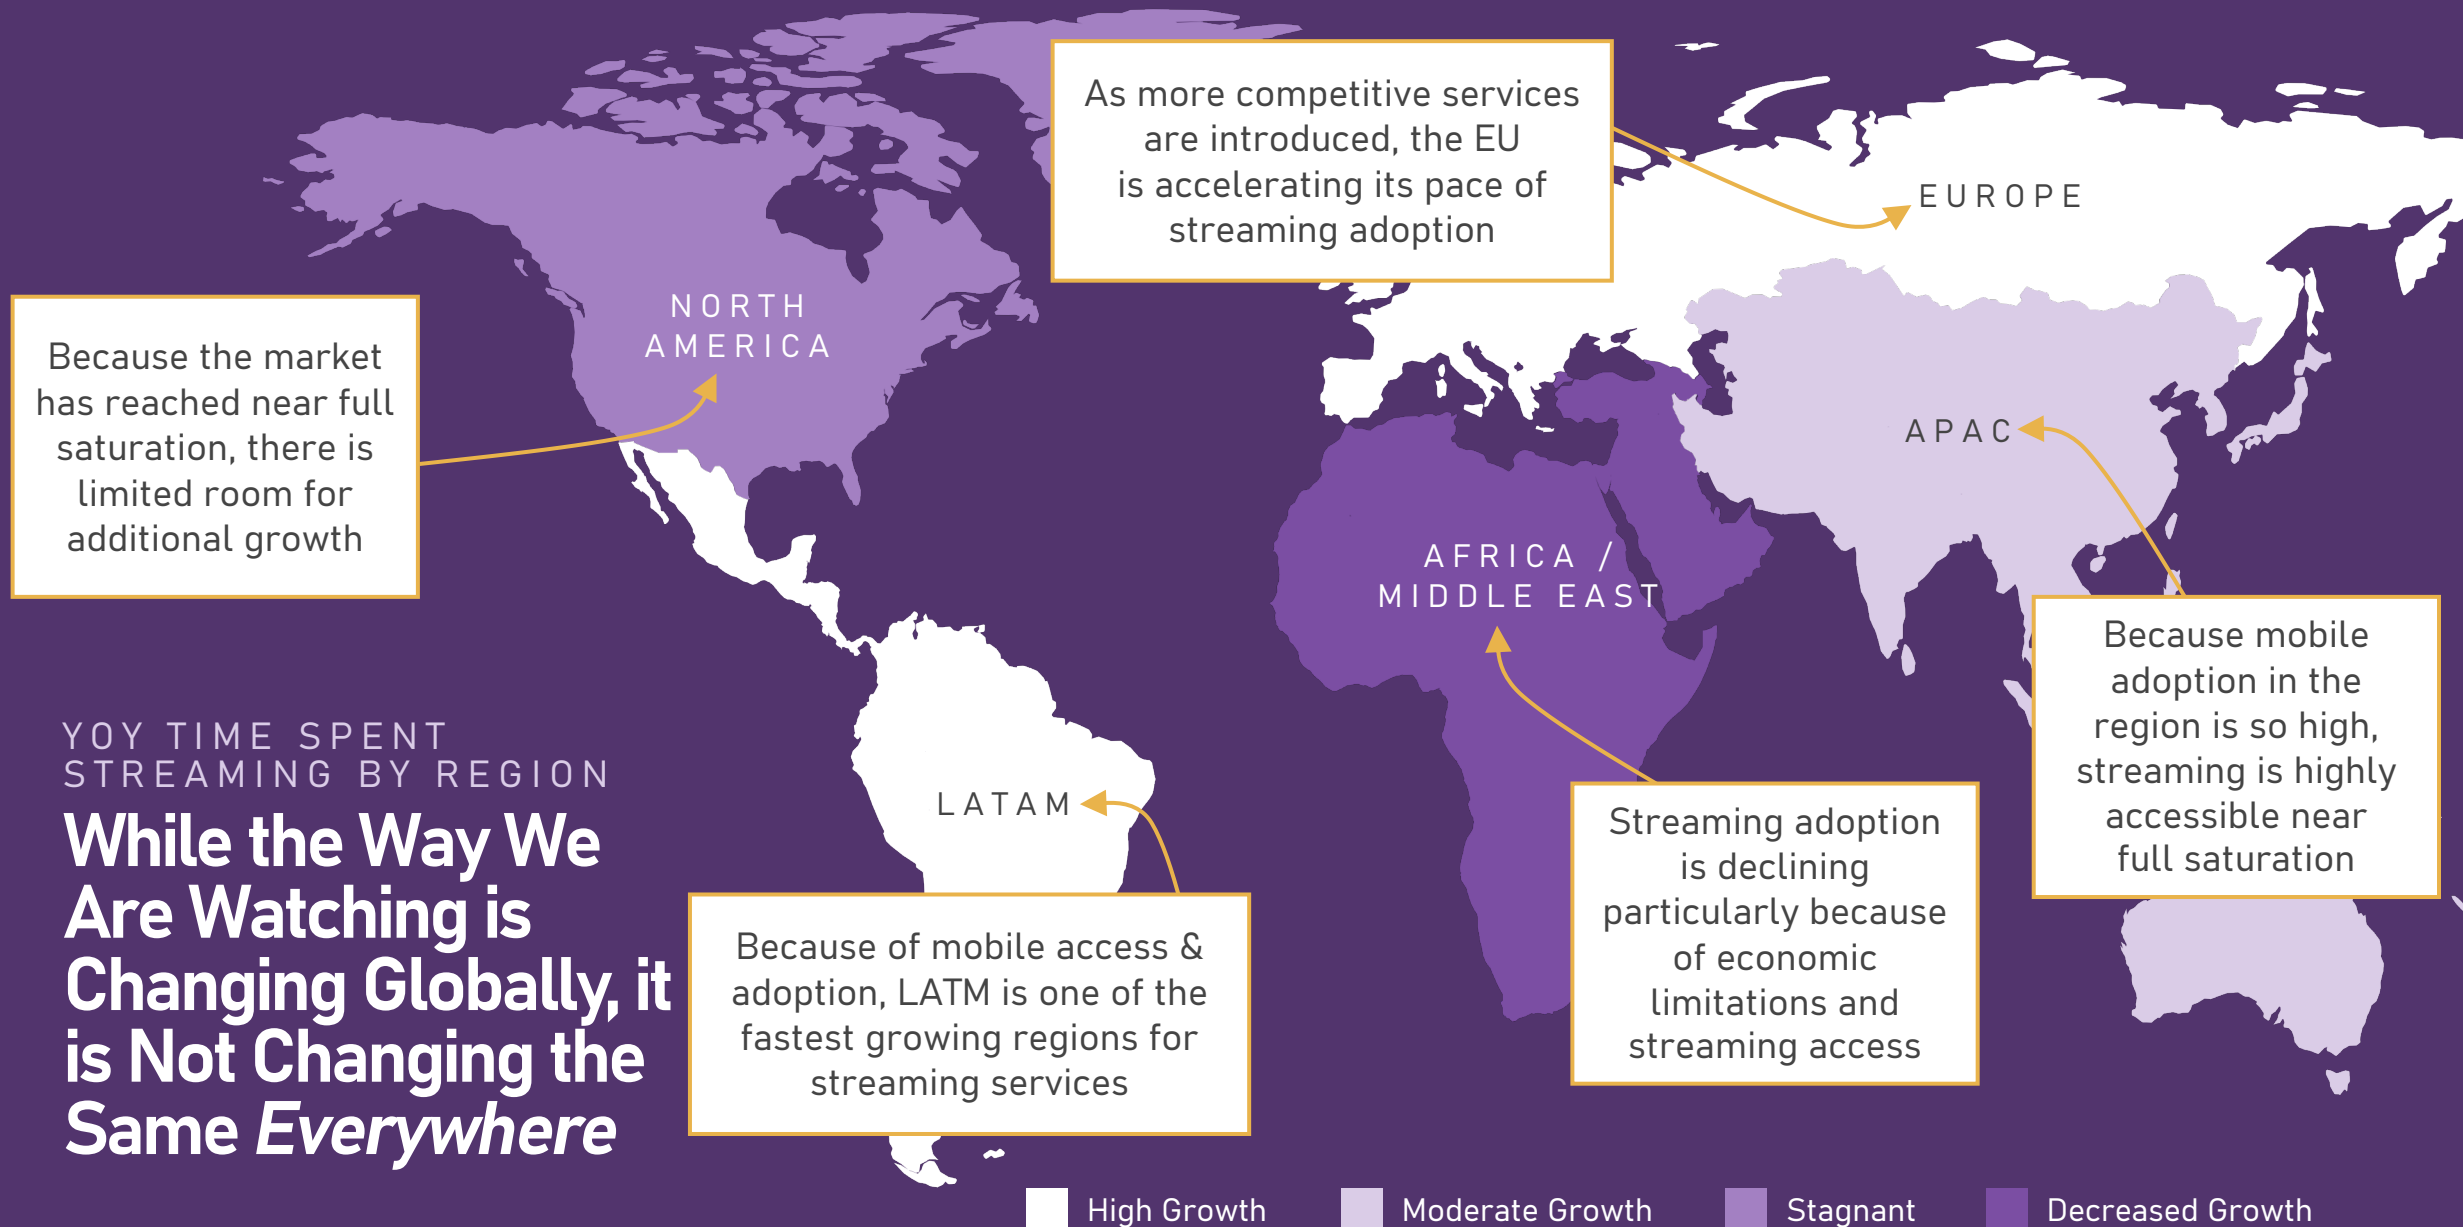 As more competitive services
are introduced, the EU
is accelerating its pace of
streaming adoption
EUROPE
NORTH
AMERICA
Because the market
has reached near full
saturation, there is
limited room for
additional growth
APAC
AFRICA /
MIDDLE EAST
Because mobile
adoption in the
region is so high,
streaming is highly
accessible near
full saturation
YOY TIME SPENT
STREAMING BY REGION
While the Way We
Are Watching is
Changing Globally, it
is Not Changing the
Same Everywhere
LATAM
Streaming adoption
is declining
particularly because
of economic
limitations and
streaming access
Because of mobile access &
adoption, LATM is one of the
fastest growing regions for
streaming services
High Growth
Moderate Growth
Stagnant
Decreased Growth